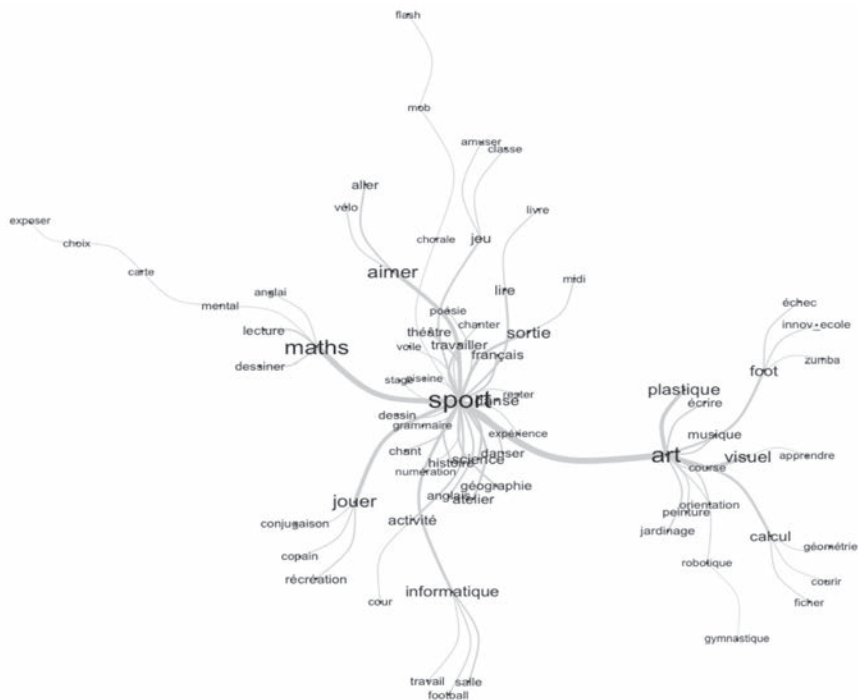 flash
mob
amuser
classe
aller
vélo
livre
exposer
choix
chorale
jeu
carte
aimer
midi
lire
anglai
mental
poésie
échec
chanter
innov_ecole
lecture
théâtre
sortie
maths
voile
travailler
français
zumba
dessiner
foot
stage
piscine
plastique
sport
danse
rester
écrire
dessin
grammaire
expérience
musique
chant
histoire
science
danser
art
visuel
apprendre
numération
course
géographie
jouer
anglais
atelier
orientation
conjugaison
activité
peinture
jardinage
calcul
géométrie
copain
robotique
récréation
courir
informatique
cour
ficher
gymnastique
travail
salle
football